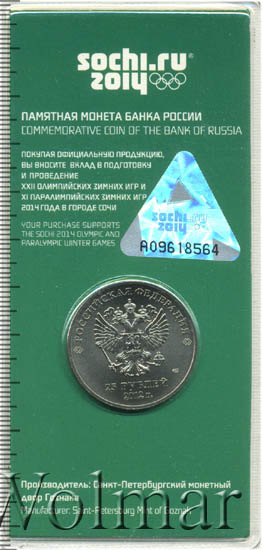 sochi.ru
2014
ПАМЯТНАЯ МОНЕТА БАНКА РОССИИ
COMMEMORATIVE COIN OF THE BANK OF RUSSIA
ПОКУПАЯ ОФИЦИАЛЬНУЮ ПРОДУКЦИЮ,
ВЫ ВНОСИТЕ ВКЛАД В ПОДГОТОВКУ
И ПРОВЕДЕНИЕ
XXII ОЛИМПИЙСКИХ ЗИМНИХ ИГР И
XI ПАРАЛИМПИЙСКИХ ЗИМНИХ ИГР
2014 ГОДА В ГОРОДЕ СОЧИ
YOUR PURCHASE SUPPORTS
THE SOCHI 2014 OLYMPIC AND
PARALYMPIC WINTER GAMES
sochi.ru
2014
A09618564
РОССИЙСКАЯ ФЕДЕРАЦИЯ
25 РУБЛЕЙ
2012 г.
Производитель: Санкт-Петербургский монетный
двор Гознака
Manufacturer: Saint-Petersburg Mint of Goznak
Volmar